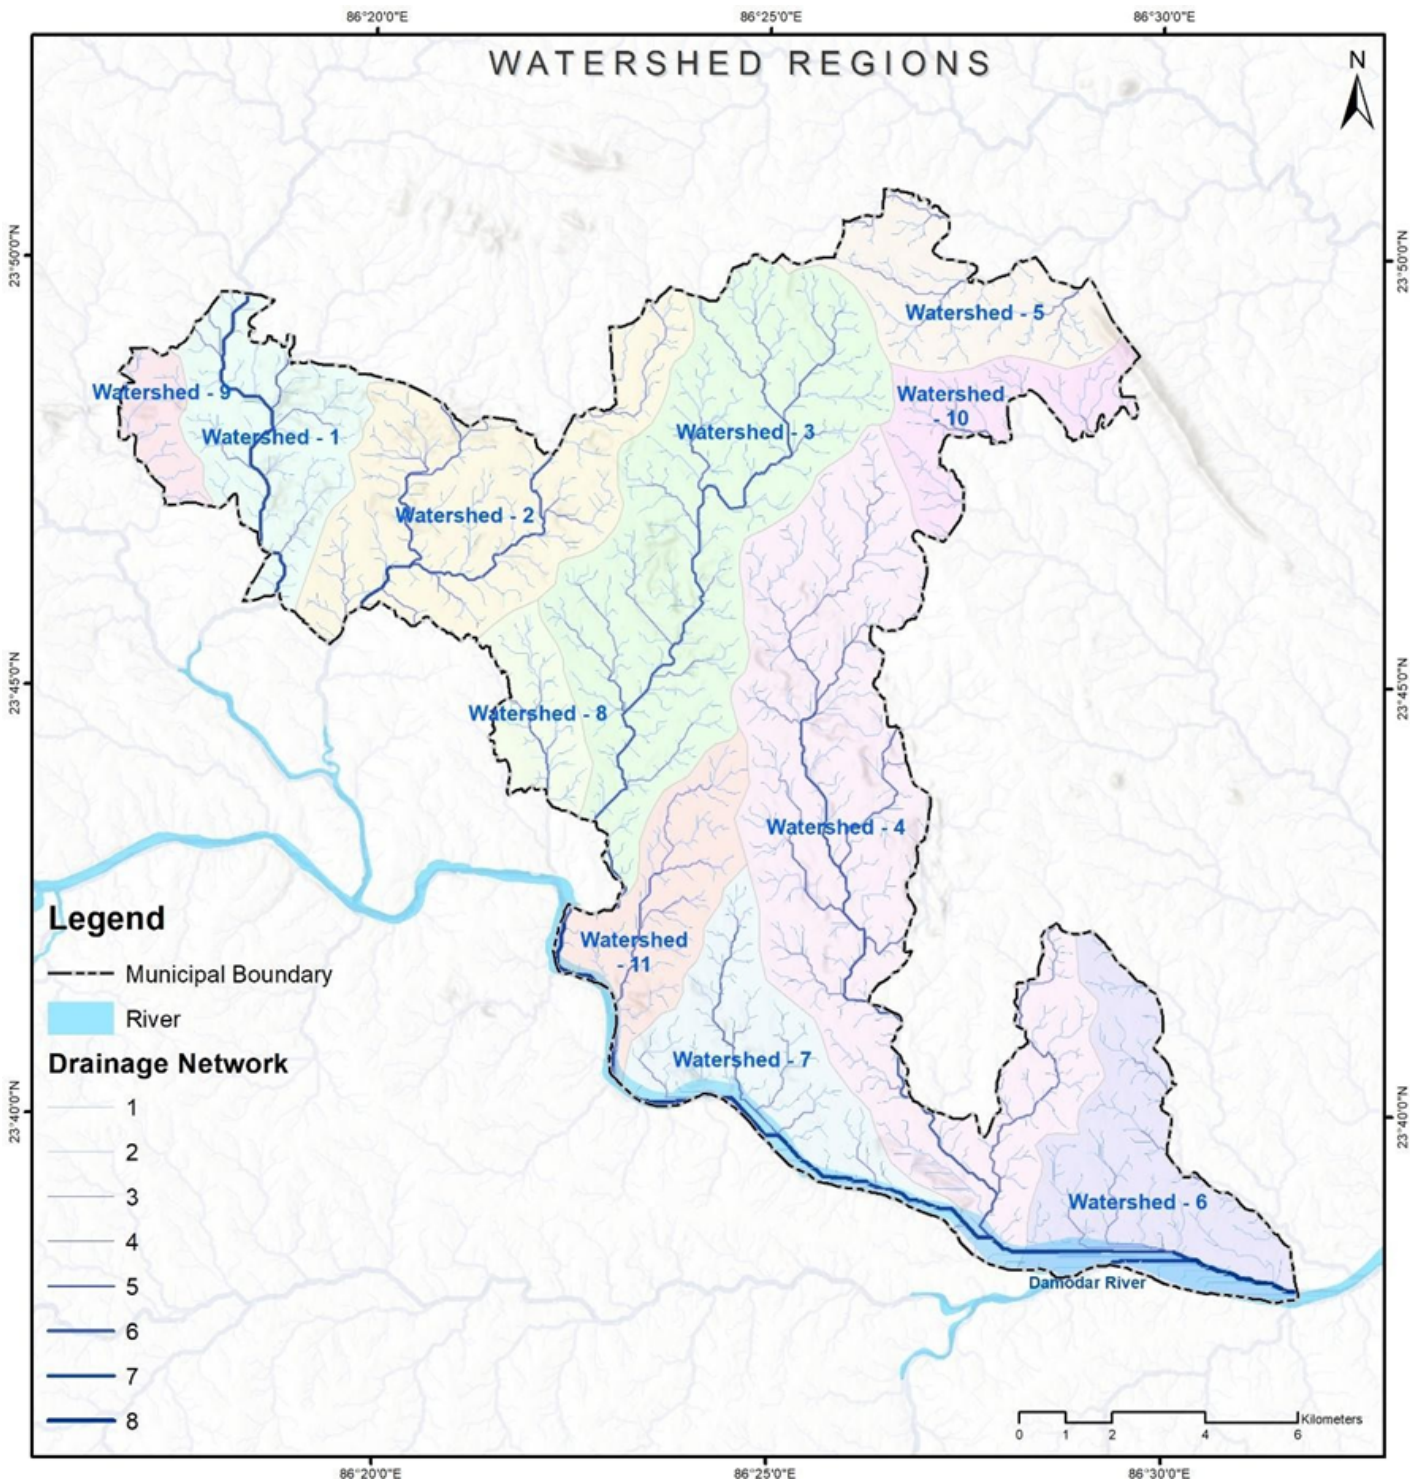 86°20'0"E
86°25'0"E
86°30'0"E
WATERSHED REGIONS
N
23°50'0"N
23°50'0"N
Watershed - 5
Watershed - 9
Watershed
- 10
Watershed - 1
Watershed - 3
Watershed - 2
23°45'0"N
23°45'0"N
Watershed - 8
Watershed - 4
Legend
Municipal Boundary
River
Drainage Network
1
2
3
4
5
6
7
8
Watershed
- 11
Watershed - 7
23°40'0"N
23°40'0"N
Watershed - 6
Damodar River
Kilometers
0 1 2 4 6
86°20'0"E
86°25'0"E
86°30'0"E